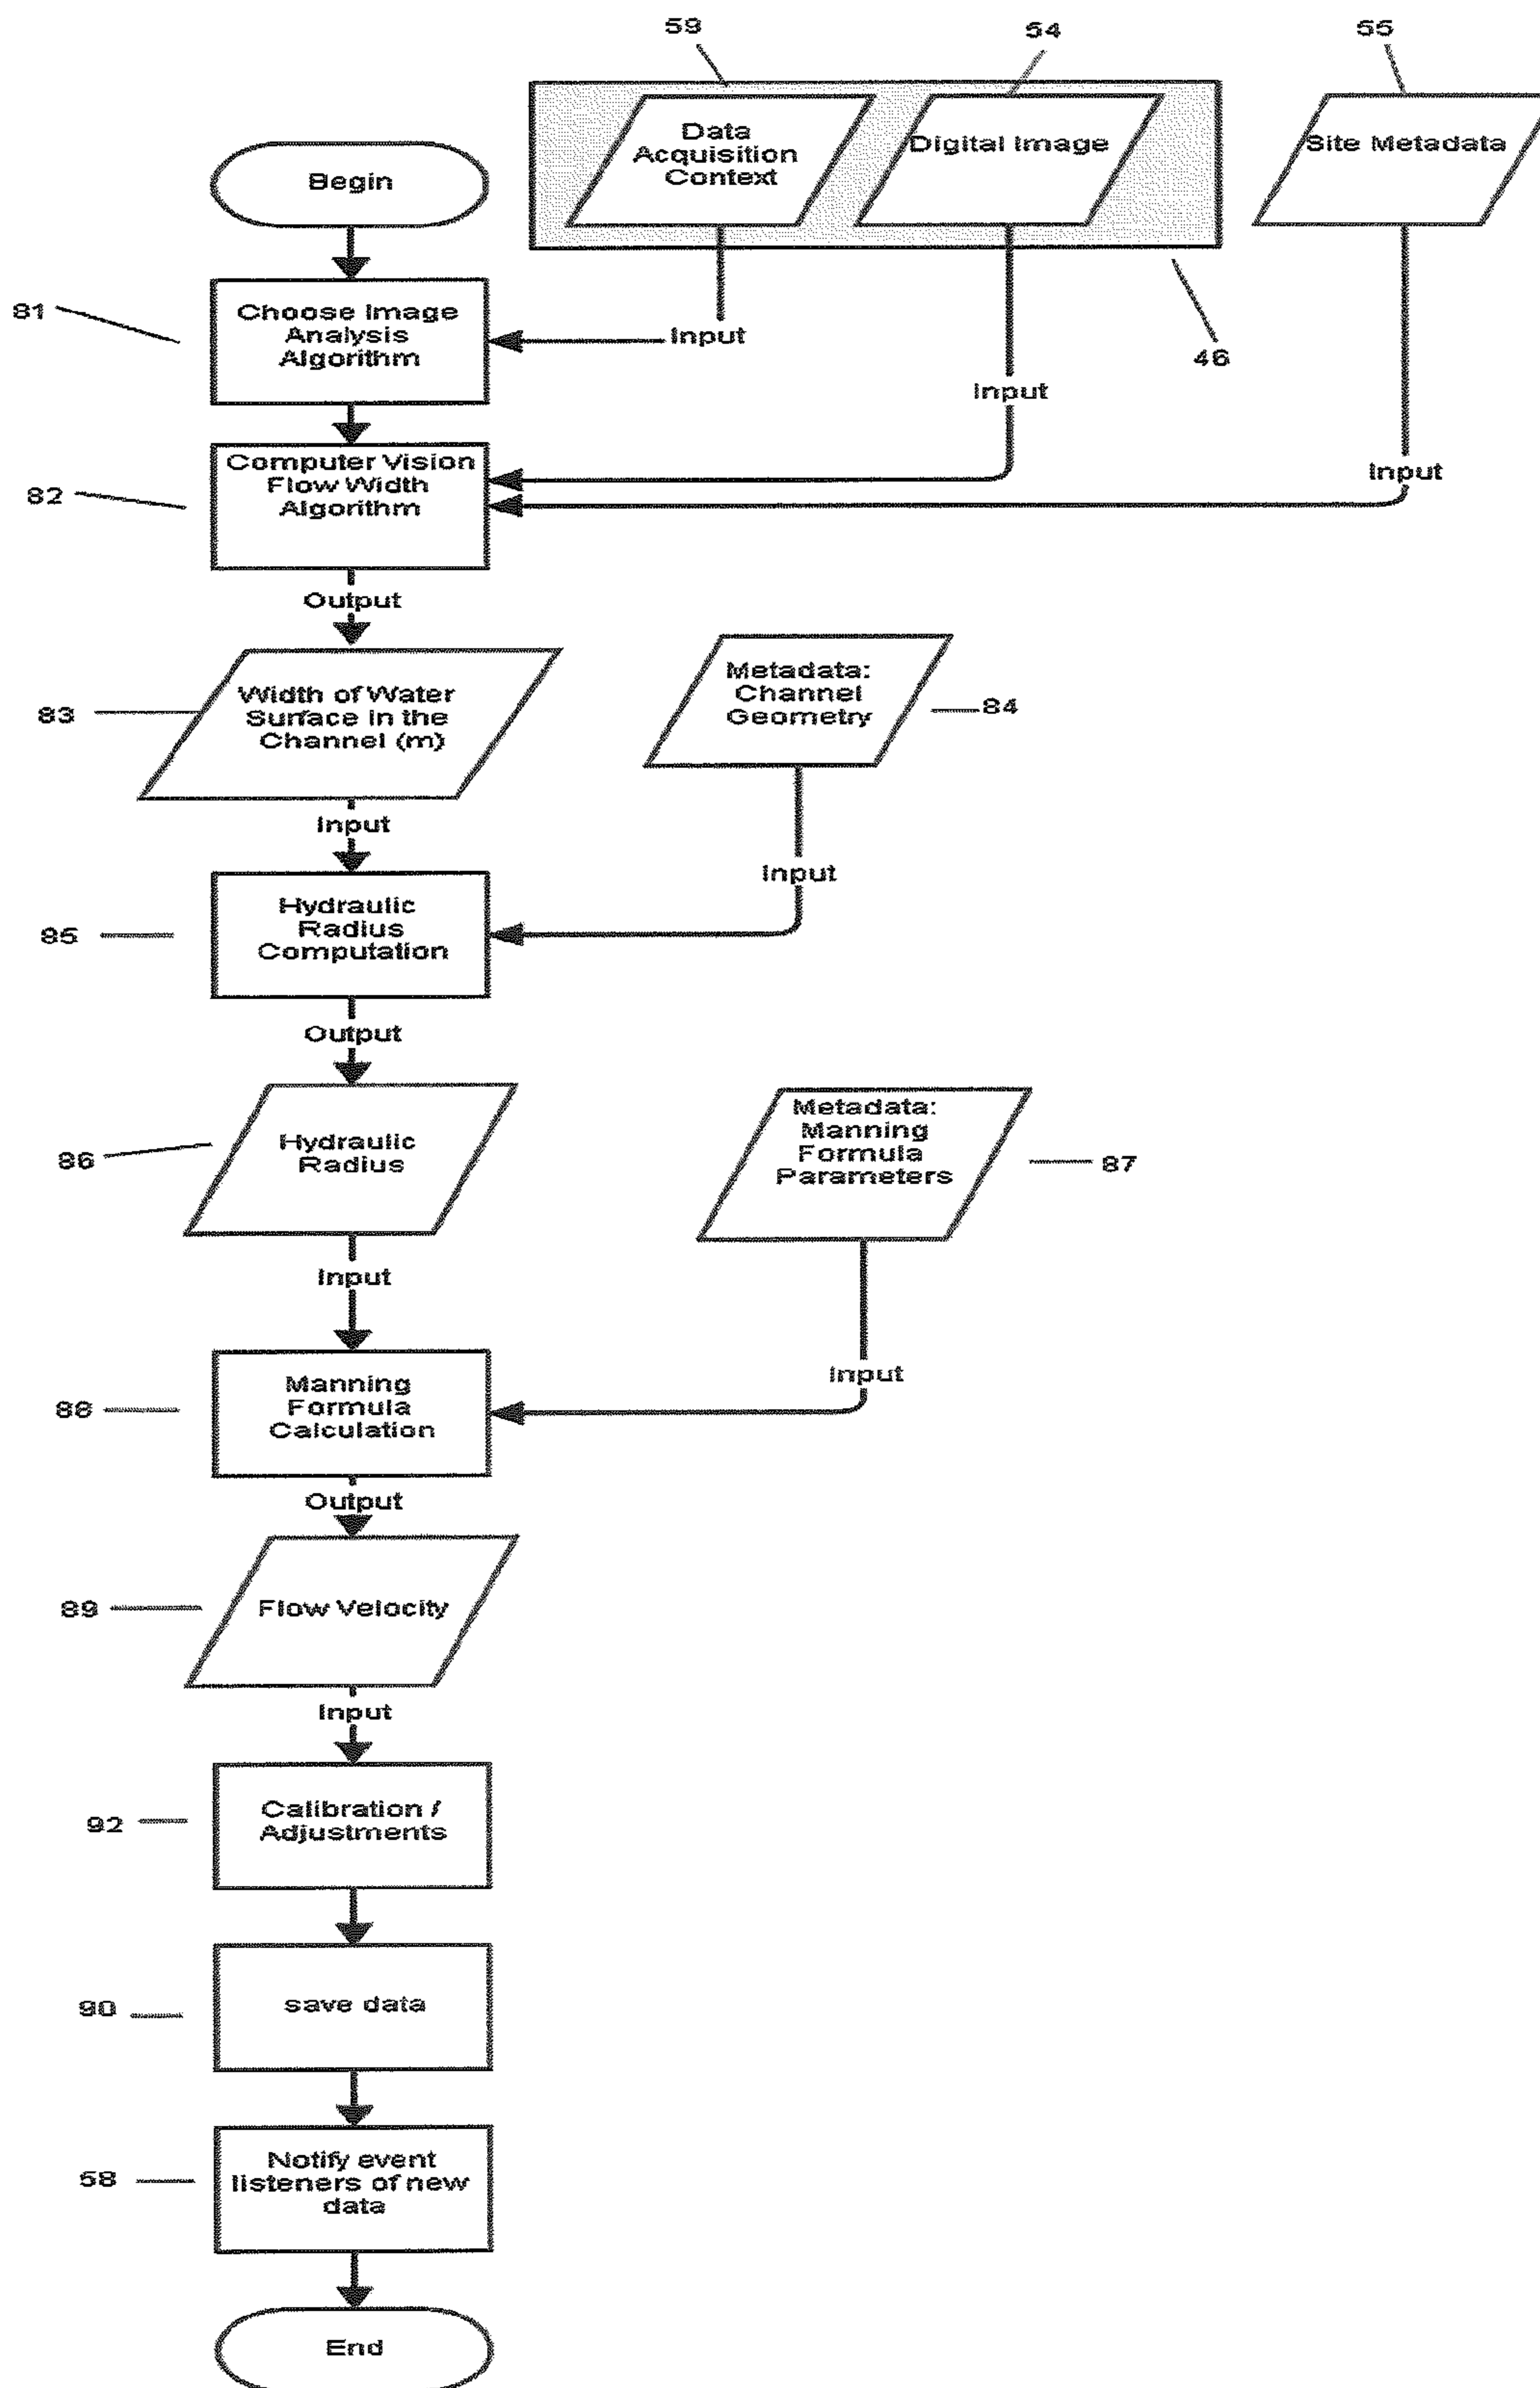 59
54
55
Data
Acquisition
Context
Digital Image
Site Metadata
Begin
81
Choose Image
Analysis
Algorithm
Input
46
Input
Input
82
Computer Vision
Flow Width
Algorithm
Output
83
Width of Water
Surface in the
Channel (m)
Metadata:
Channel
Geometry
84
Input
Input
85
Hydraulic
Radius
Computation
Output
86
Hydraulic
Radius
Metadata:
Manning
Formula
Parameters
87
Input
Input
88
Manning
Formula
Calculation
Output
89
Flow Velocity
Input
92
Calibration /
Adjustments
90
save data
58
Notify event
listeners of new
data
End